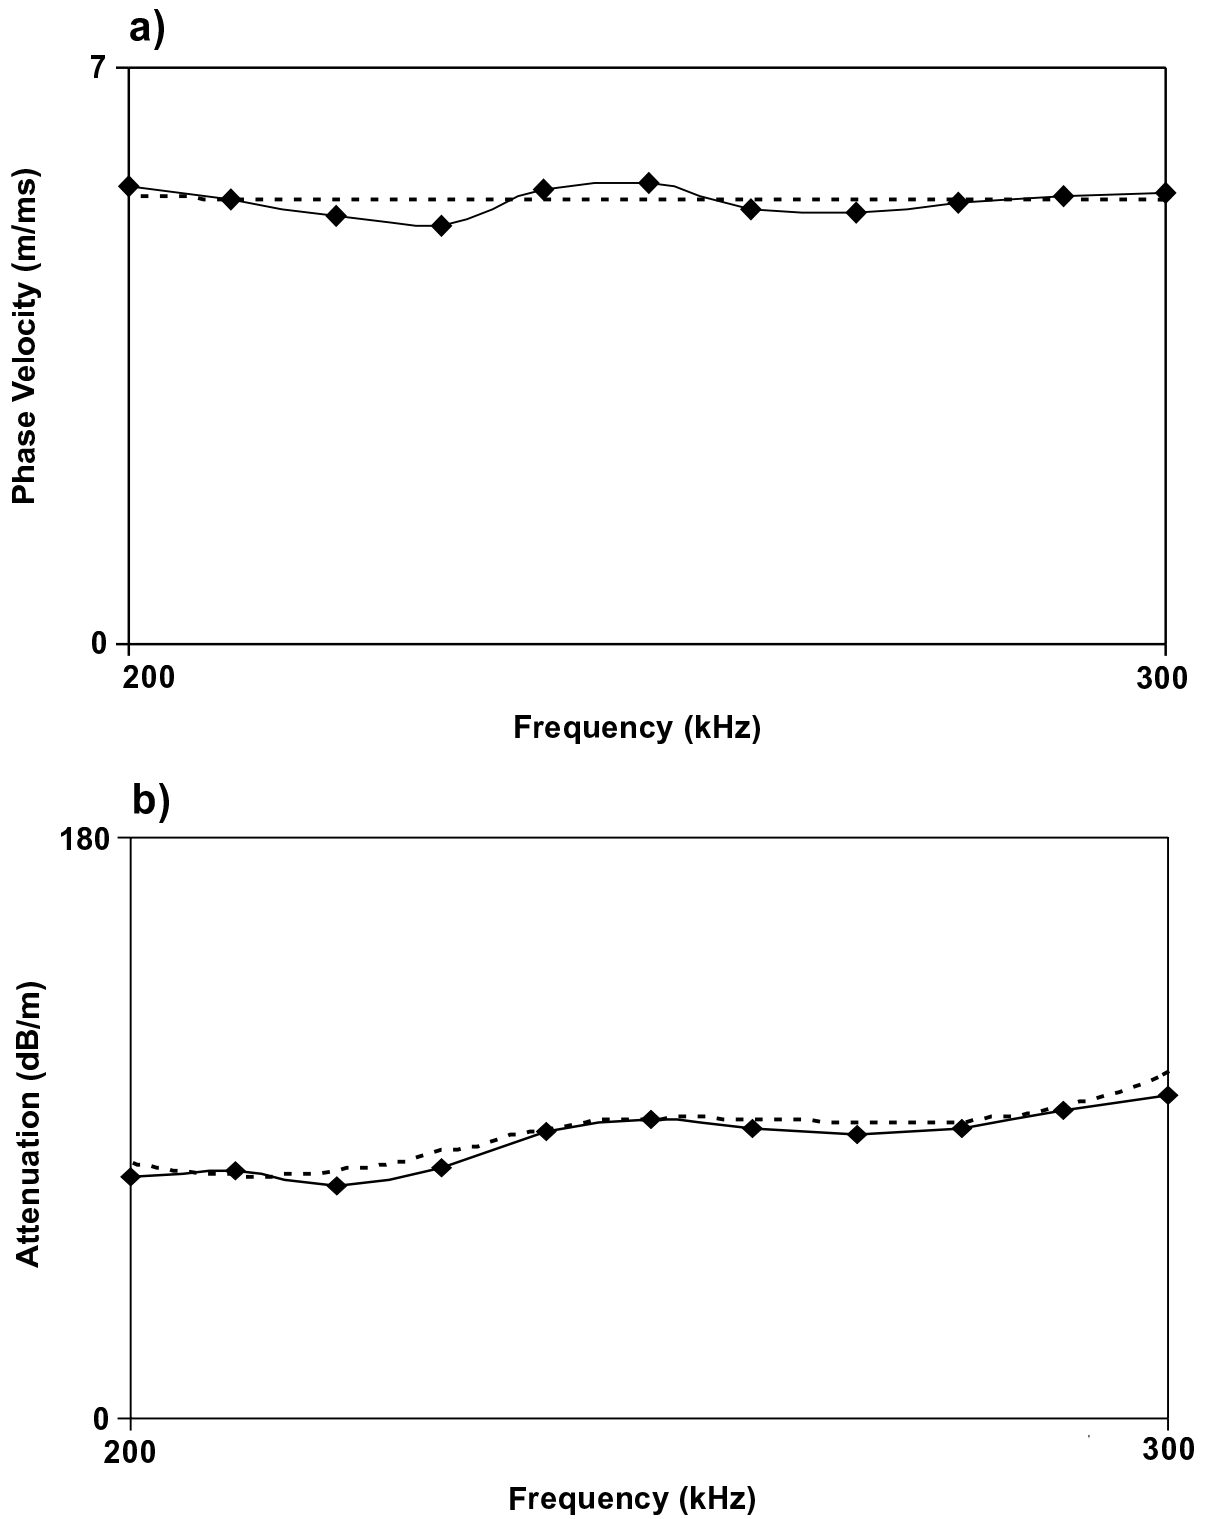 a)
7
Phase Velocity (m/ms)
0
200
300
Frequency (kHz)
b)
180
Attenuation (dB/m)
0
200
300
Frequency (kHz)